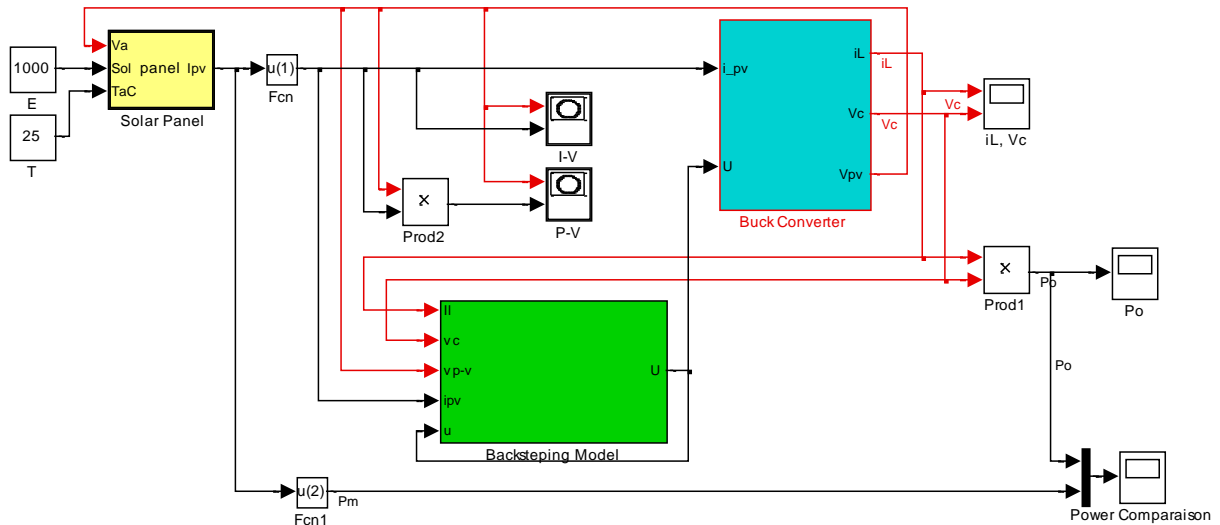 1000
E
25
T
Va
Sol panel Ipv
TaC
Solar Panel
u(1)
Fcn
I-V
x
Prod2
P-V
i_pv
U
iL
Vc
Vpv
Buck Converter
iL
Vc
Vc
iL, Vc
x
Prod1
Po
Po
Po
Il
vc
vp-v
ipv
u
U
Backsteping Model
u(2)
Fcn1
Pm
Power Comparaison